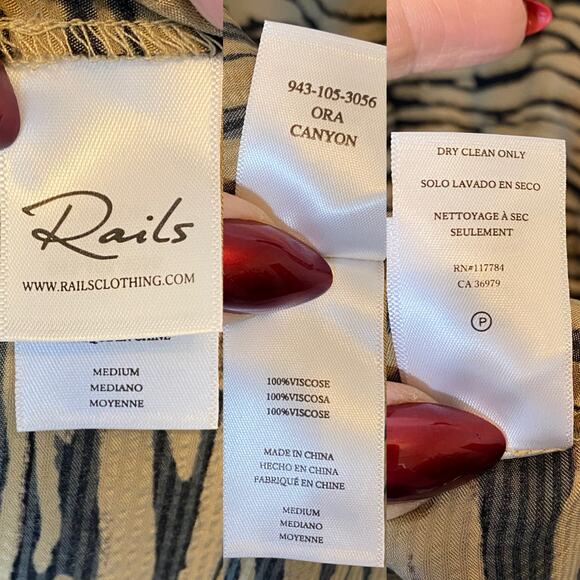 Rails
WWW.RAILSCLOTHING.COM
MEDIUM
MEDIANO
MOYENNE
943-105-3056
ORA
CANYON
100%VISCOSE
100%VISCOSA
100%VISCOSE
MADE IN CHINA
HECHO EN CHINA
FABRIQUÉ EN CHINE
MEDIUM
MEDIANO
MOYENNE
DRY CLEAN ONLY
SOLO LAVADO EN SECO
NETTOYAGE À SEC
SEULEMENT
RN#117784
CA 36979
P